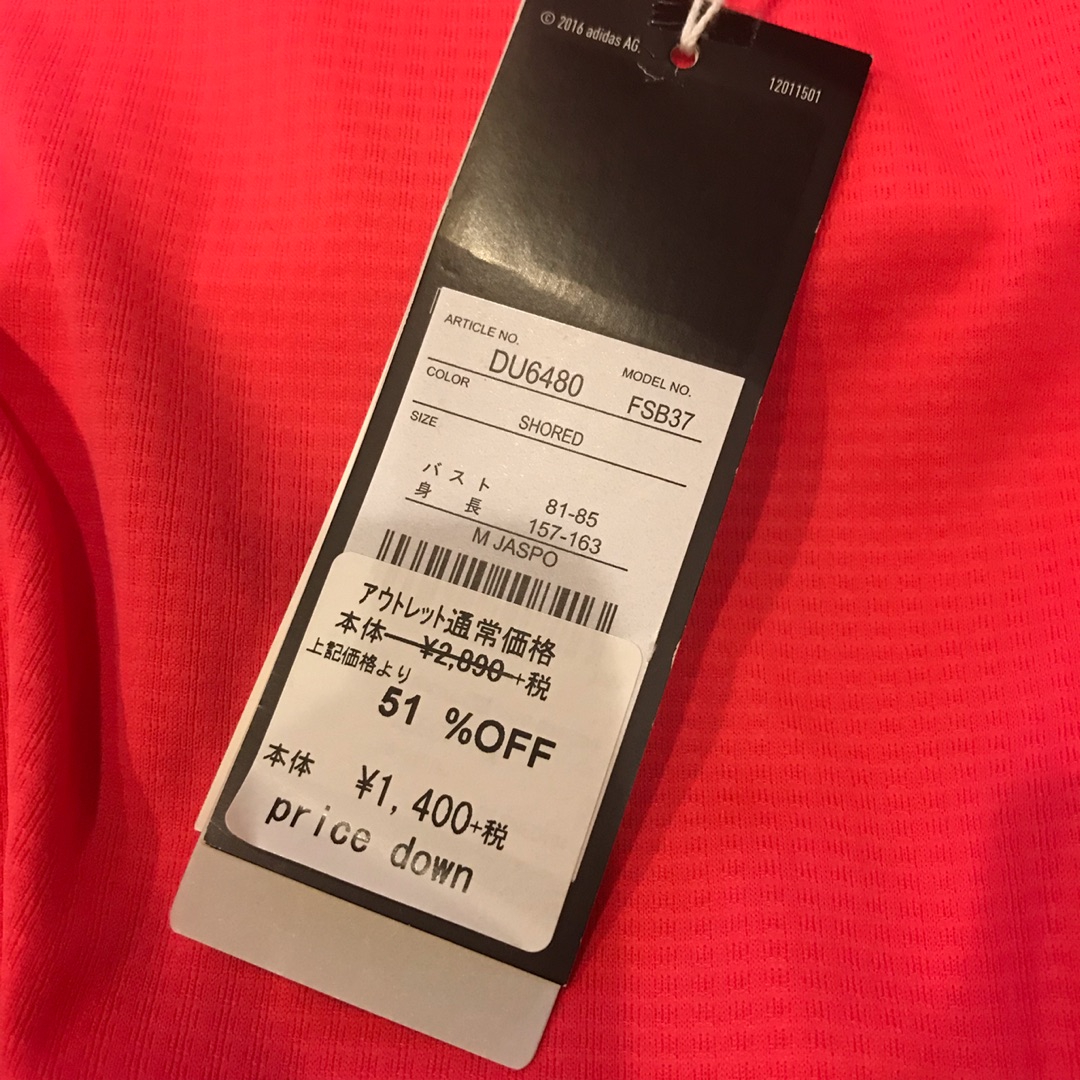 © 2016 adidas AG.
12011501
ARTICLE NO.
DU6480
MODEL NO.
FSB37
COLOR
SHORED
SIZE
バスト 81-85
身長 157-163
M JASPO
アウトレット通常価格
本体 ¥2,890+税
上記価格より
51 %OFF
本体 ¥1,400+税
price down